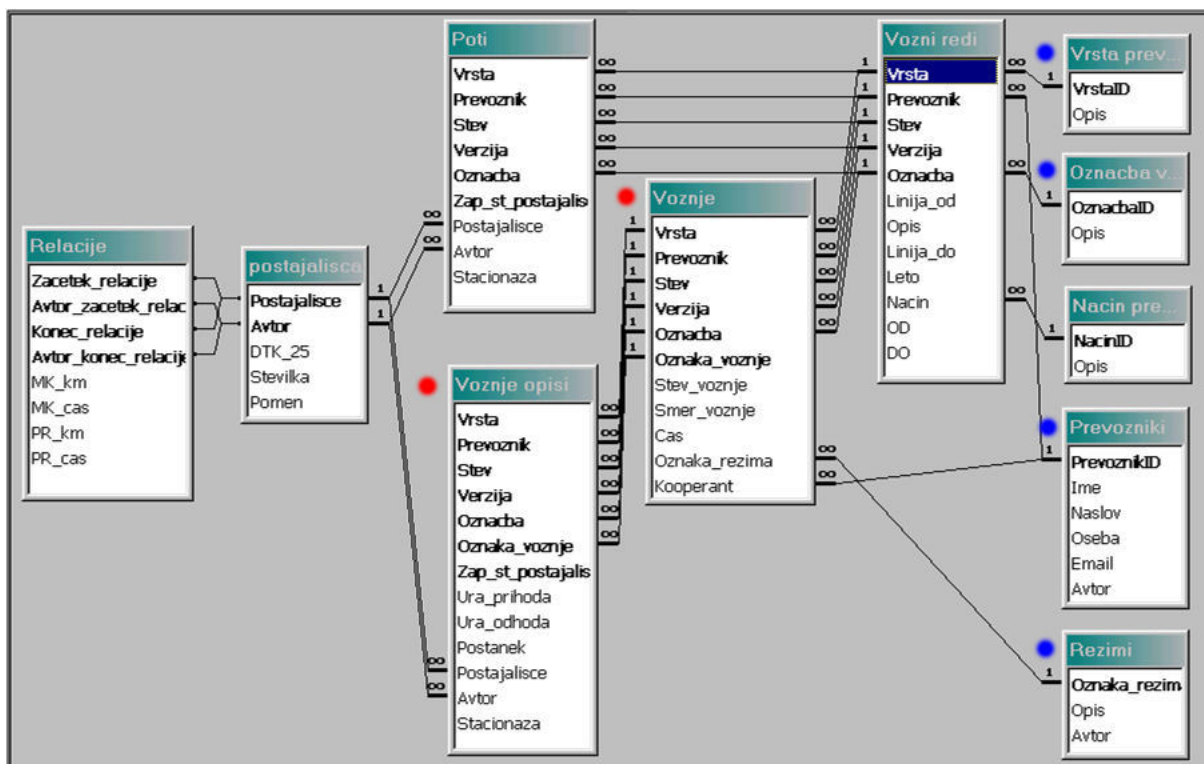 Relacije
Zacetek_relacije
Avtor_zacetek_relac
Konec_relacije
Avtor_konec_relacije
MK_km
MK_cas
PR_km
PR_cas
postajalisca
Postajalisce
Avtor
DTK_25
Stevilka
Pomen
Poti
Vrsta
Prevoznik
Stev
Verzija
Oznacba
Zap_st_postajalis
Postajalisce
Avtor
Stacionaza
Voznje opisi
Vrsta
Prevoznik
Stev
Verzija
Oznacba
Oznaka_voznje
Zap_st_postajalis
Ura_prihoda
Ura_odhoda
Postanek
Postajalisce
Avtor
Stacionaza
Voznje
Vrsta
Prevoznik
Stev
Verzija
Oznacba
Oznaka_voznje
Stev_voznje
Smer_voznje
Cas
Oznaka_rezima
Kooperant
Vozni redi
Vrsta
Prevoznik
Stev
Verzija
Oznacba
Linija_od
Opis
Linija_do
Leto
Nacin
OD
DO
Vrsta prev...
VrstaID
Opis
Oznacba v...
OznacbaID
Opis
Nacin pre...
NacinID
Opis
Prevozniki
PrevoznikID
Ime
Naslov
Oseba
Email
Avtor
Rezimi
Oznaka_rezima
Opis
Avtor